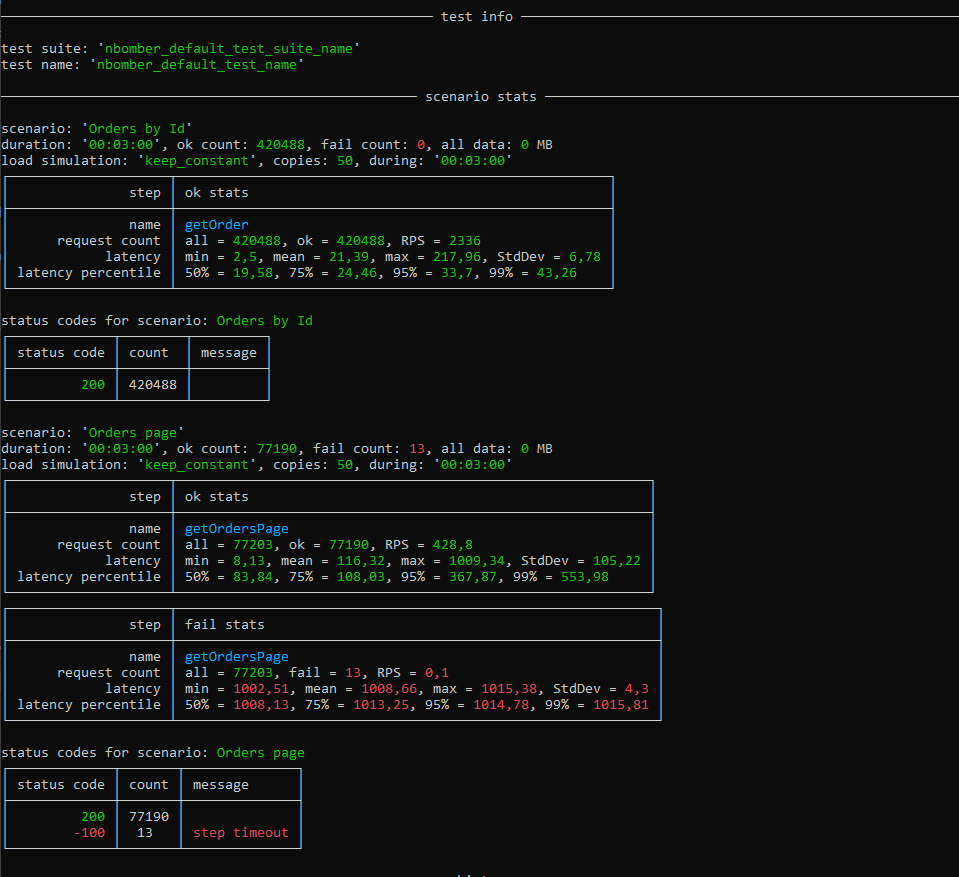 test info
test suite: 'nbomber_default_test_suite_name'
test name: 'nbomber_default_test_name'
scenario stats
scenario: 'Orders by Id'
duration: '00:03:00', ok count: 420488, fail count: 0, all data: 0 MB
load simulation: 'keep_constant', copies: 50, during: '00:03:00'
step ok stats
name getOrder
request count all = 420488, ok = 420488, RPS = 2336
latency min = 2,5, mean = 21,39, max = 217,96, StdDev = 6,78
latency percentile 50% = 19,58, 75% = 24,46, 95% = 33,7, 99% = 43,26
status codes for scenario: Orders by Id
status code count message
200 420488
scenario: 'Orders page'
duration: '00:03:00', ok count: 77190, fail count: 13, all data: 0 MB
load simulation: 'keep_constant', copies: 50, during: '00:03:00'
step ok stats
name getOrdersPage
request count all = 77203, ok = 77190, RPS = 428,8
latency min = 8,13, mean = 116,32, max = 1009,34, StdDev = 105,22
latency percentile 50% = 83,84, 75% = 108,03, 95% = 367,87, 99% = 553,98
step fail stats
name getOrdersPage
request count all = 77203, fail = 13, RPS = 0,1
latency min = 1002,51, mean = 1008,66, max = 1015,38, StdDev = 4,3
latency percentile 50% = 1008,13, 75% = 1013,25, 95% = 1014,78, 99% = 1015,81
status codes for scenario: Orders page
status code count message
200 77190
-100 13 step timeout